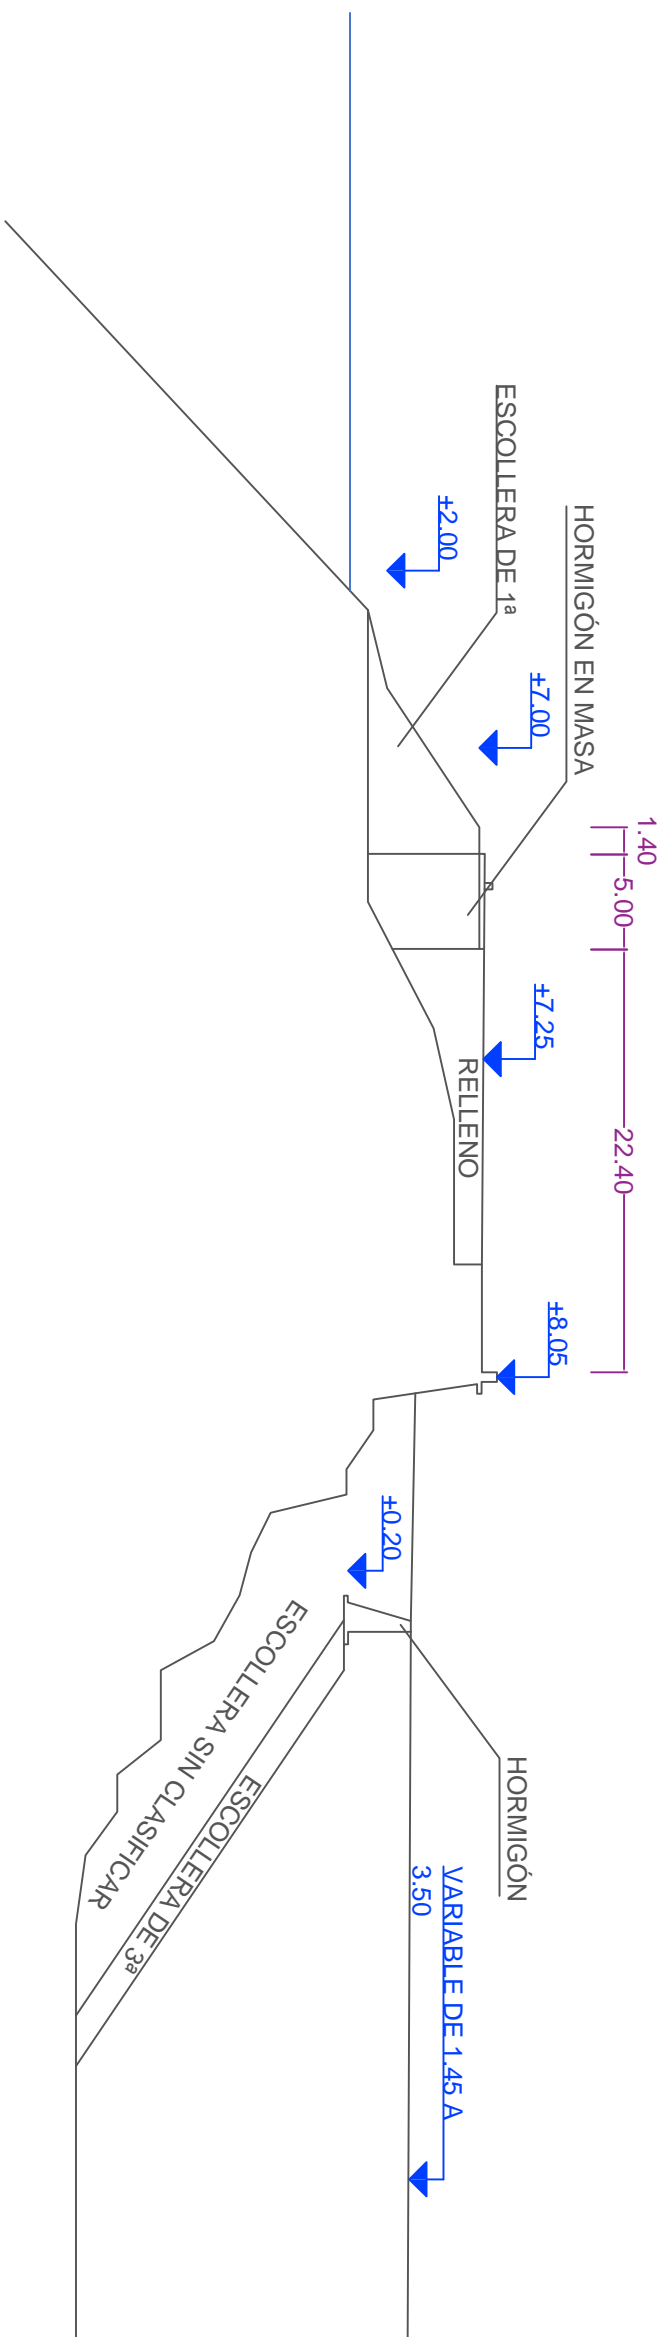 1.40
5.00
22.40
HORMIGÓN EN MASA
ESCOLLERA DE 1ª
±2.00
±7.00
±7.25
±8.05
RELLENO
±0.20
HORMIGÓN
VARIABLE DE 1.45 A
3.50
ESCOLLERA SIN CLASIFICAR
ESCOLLERA DE 3ª